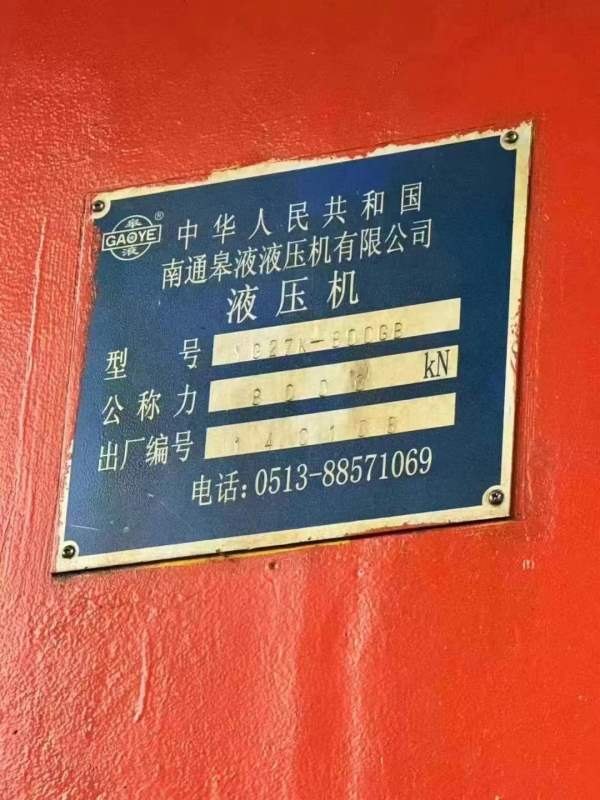 皋
GAOYE
液
®
中华人民共和国
南通皋液液压机有限公司
液压机
型号
公称力 8000 kN
出厂编号
电话:0513-88571069